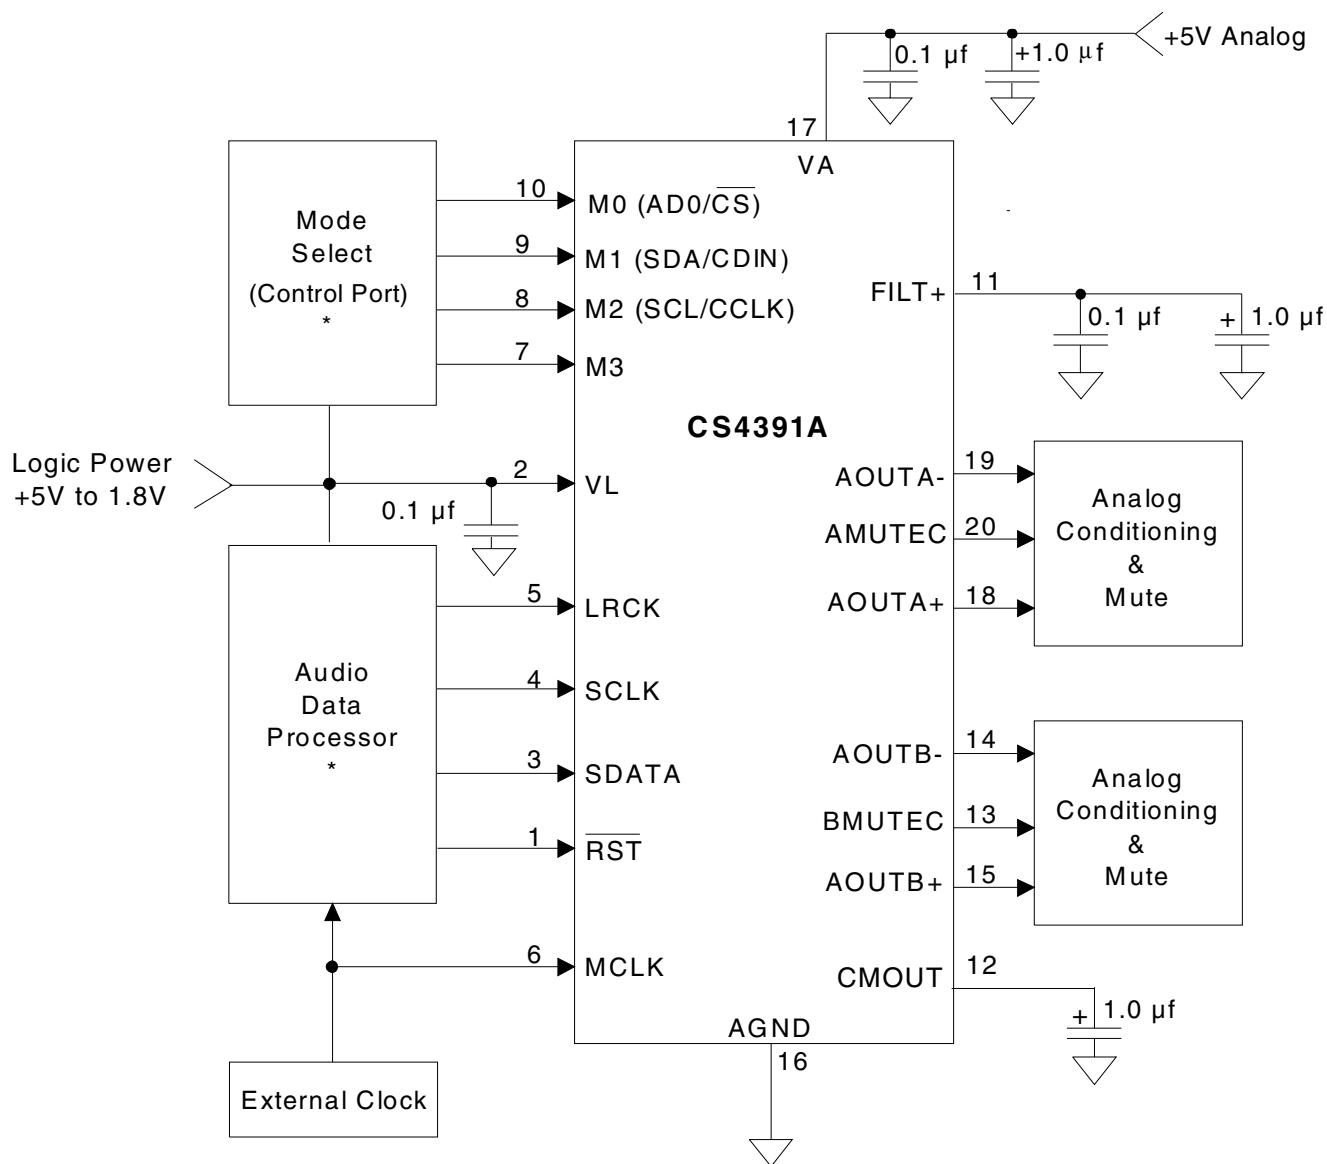 +5V Analog
0.1 µf
+1.0 µf
17
VA
Mode
Select
(Control Port)
*
10
M0 (AD0/CS)
9
M1 (SDA/CDIN)
8
M2 (SCL/CCLK)
7
M3
FILT+
11
0.1 µf
+ 1.0 µf
CS4391A
Logic Power
+5V to 1.8V
2
VL
0.1 µf
AOUTA-
19
AMUTEC
20
AOUTA+
18
Analog
Conditioning
&
Mute
Audio
Data
Processor
*
5
LRCK
4
SCLK
3
SDATA
1
RST
6
MCLK
AOUTB-
14
BMUTEC
13
AOUTB+
15
Analog
Conditioning
&
Mute
CMOUT
12
+ 1.0 µf
AGND
16
External Clock